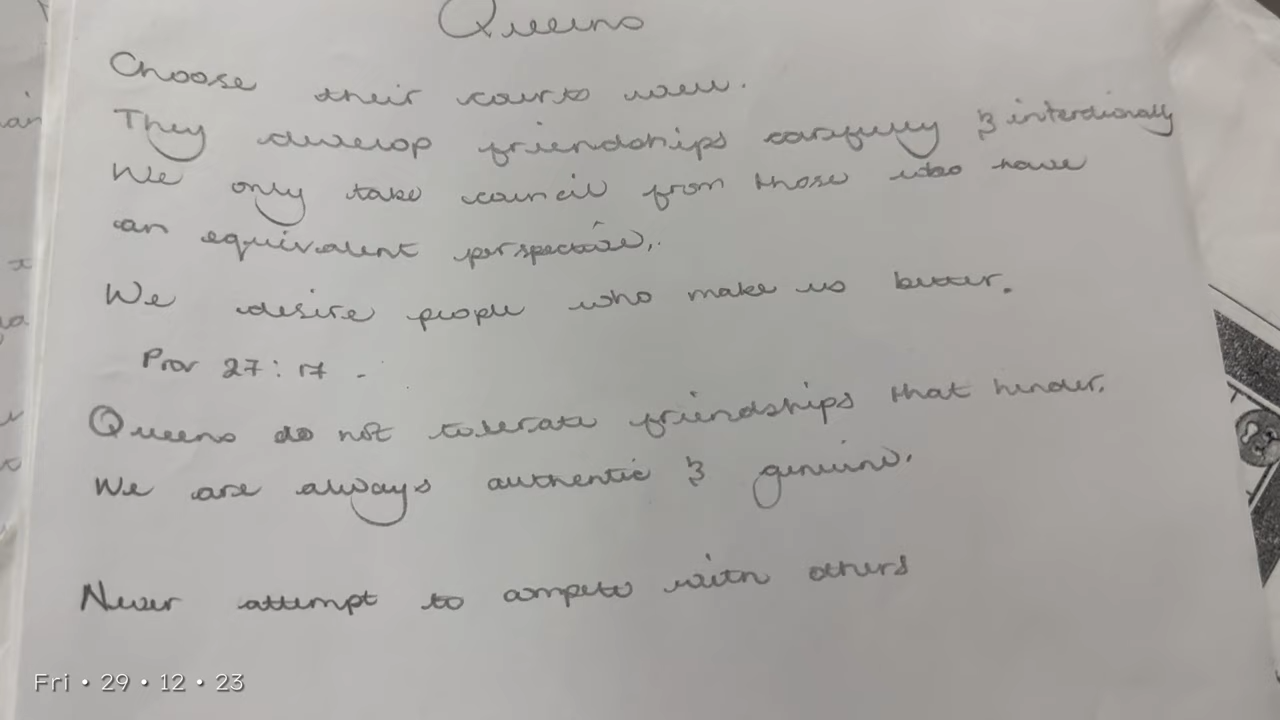 Queens
Choose their courts well.
They develop friendships carefully & intentionally
We only take council from those who have
an equivalent perspective.
We desire people who make us better.
Prov 27:17 -
Queens do not tolerate friendships that hinder.
We are always authentic & genuine.
Never attempt to compete with others
Fri • 29 • 12 • 23